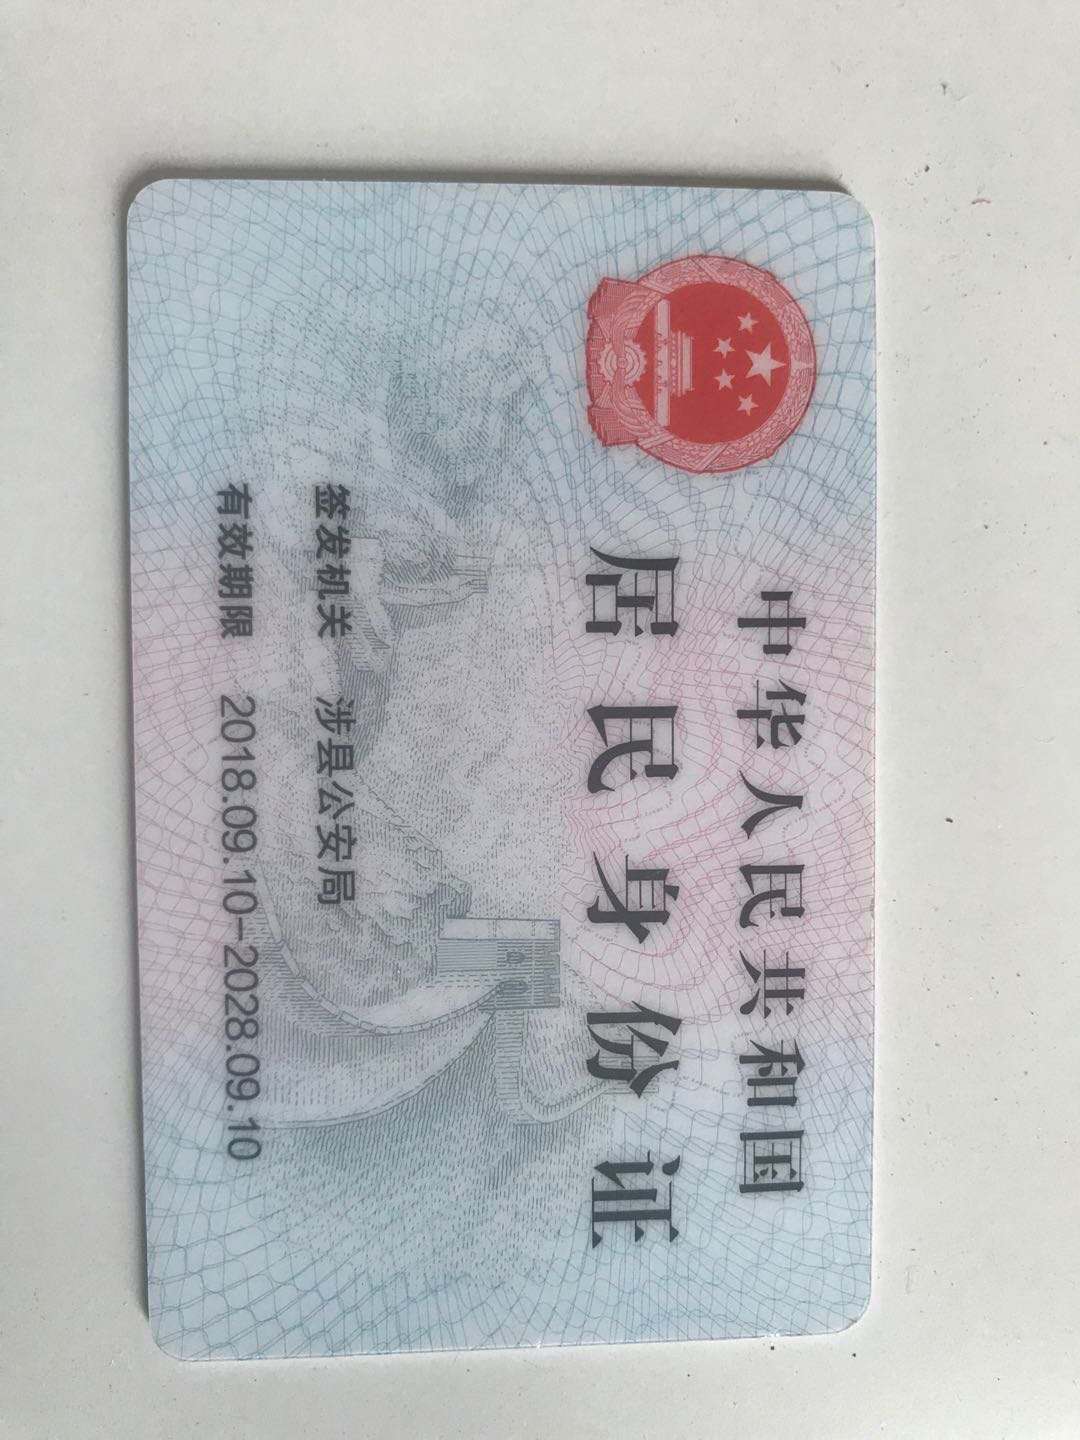 中华人民共和国
居民身份证
签发机关 涉县公安局
有效期限 2018.09.10-2028.09.10